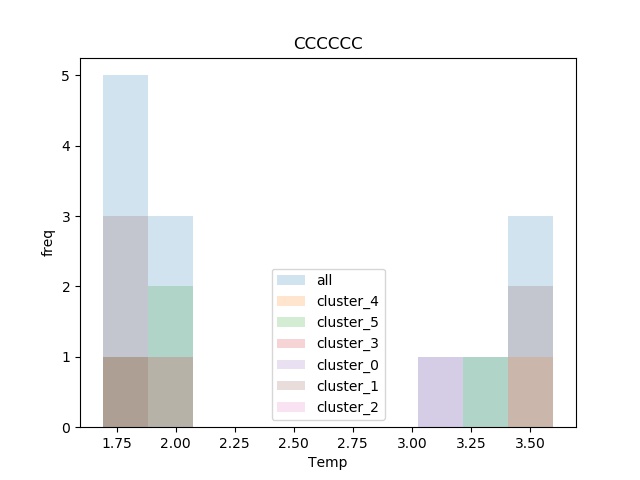 CCCCCC
5
4
3
2
1
0
freq
all
cluster_4
cluster_5
cluster_3
cluster_0
cluster_1
cluster_2
1.75 2.00 2.25 2.50 2.75 3.00 3.25 3.50
Temp